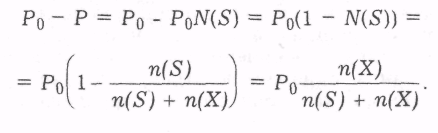 P₀ − P = P₀ - P₀N(S) = P₀(1 − N(S)) =
= P₀(1− n(S)/(n(S) + n(X))) = P₀ n(X)/(n(S) + n(X)).